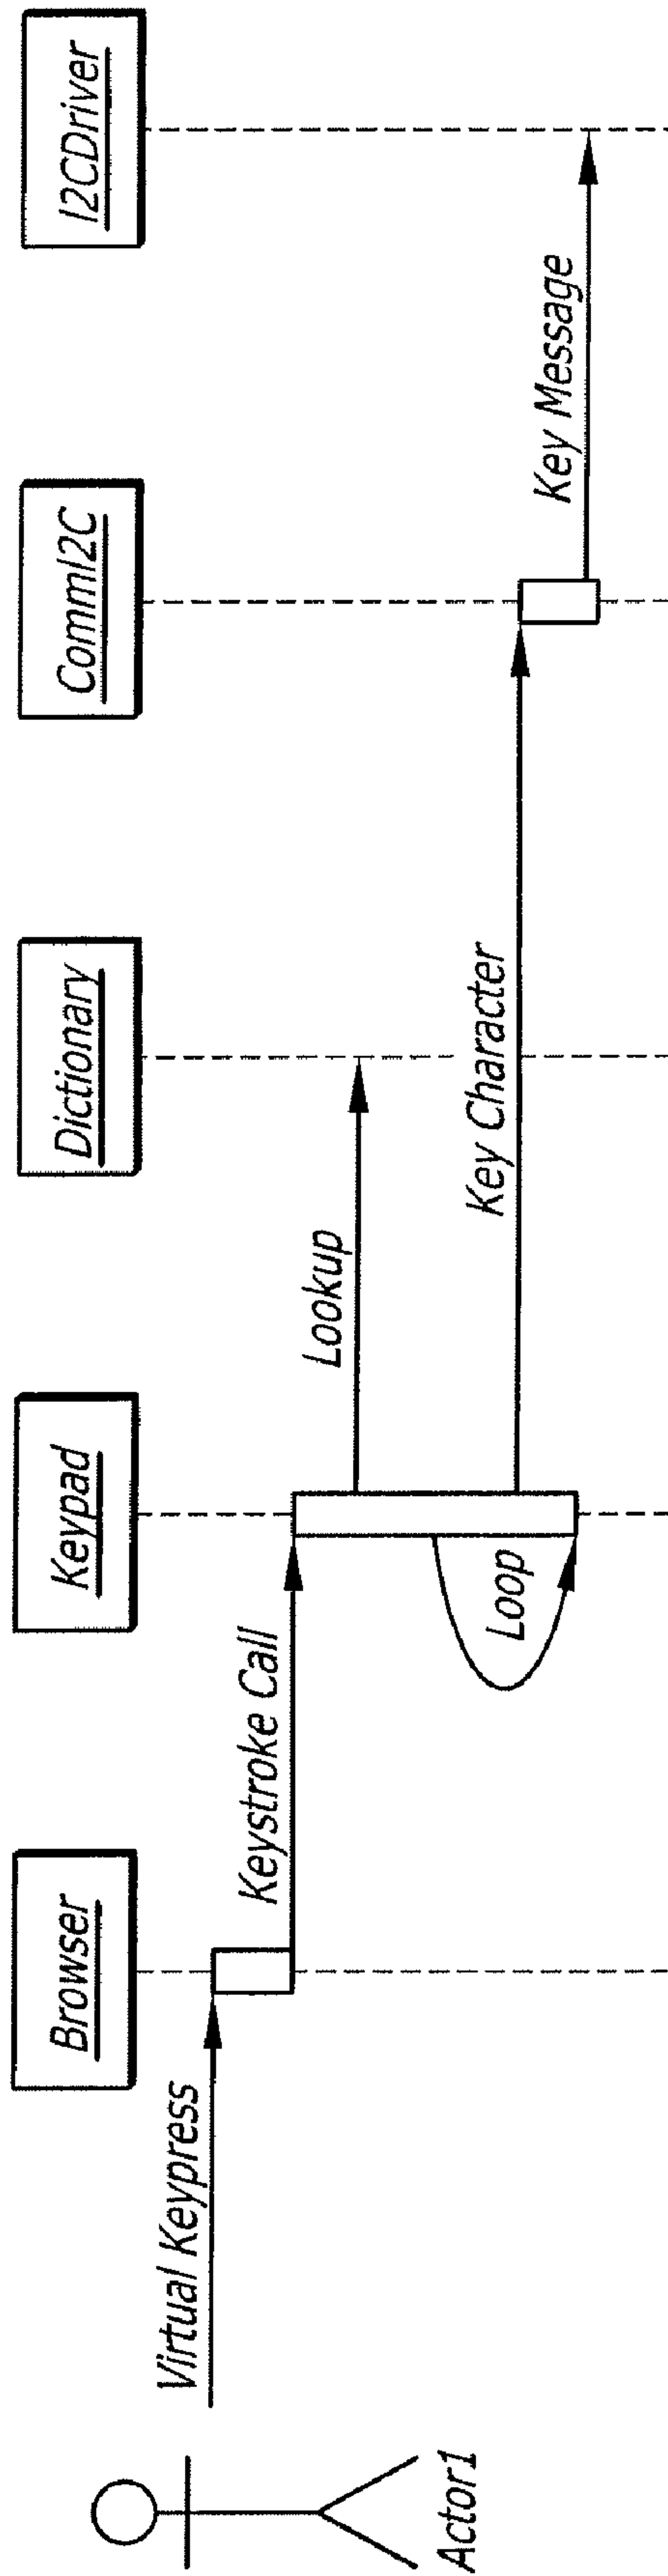 Browser
Keypad
Dictionary
CommI2C
I2CDriver
Virtual Keypress
Keystroke Call
Lookup
Loop
Key Character
Key Message
Actor1